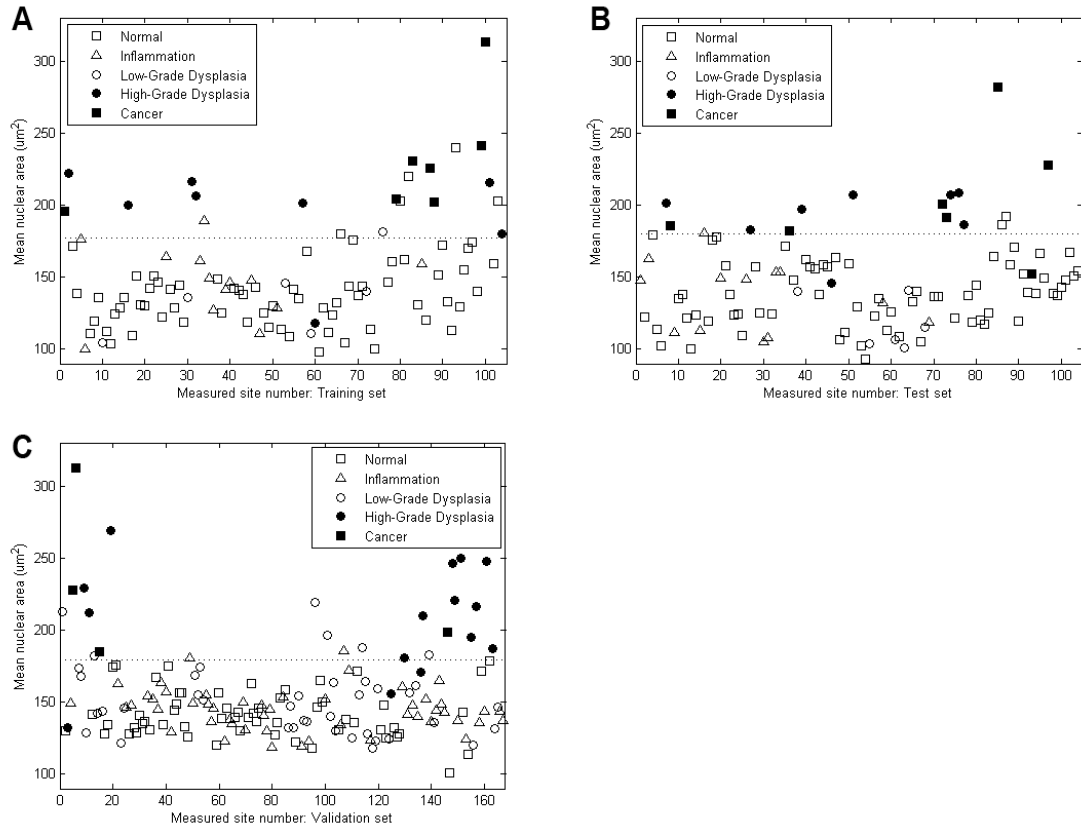 A
Mean nuclear area (um²)
300
250
200
150
100
Normal
Inflammation
Low-Grade Dysplasia
High-Grade Dysplasia
Cancer
0 10 20 30 40 50 60 70 80 90 100
Measured site number: Training set
B
Mean nuclear area (um²)
300
250
200
150
100
Normal
Inflammation
Low-Grade Dysplasia
High-Grade Dysplasia
Cancer
0 10 20 30 40 50 60 70 80 90 100
Measured site number: Test set
C
Mean nuclear area (um²)
300
250
200
150
100
Normal
Inflammation
Low-Grade Dysplasia
High-Grade Dysplasia
Cancer
0 20 40 60 80 100 120 140 160
Measured site number: Validation set